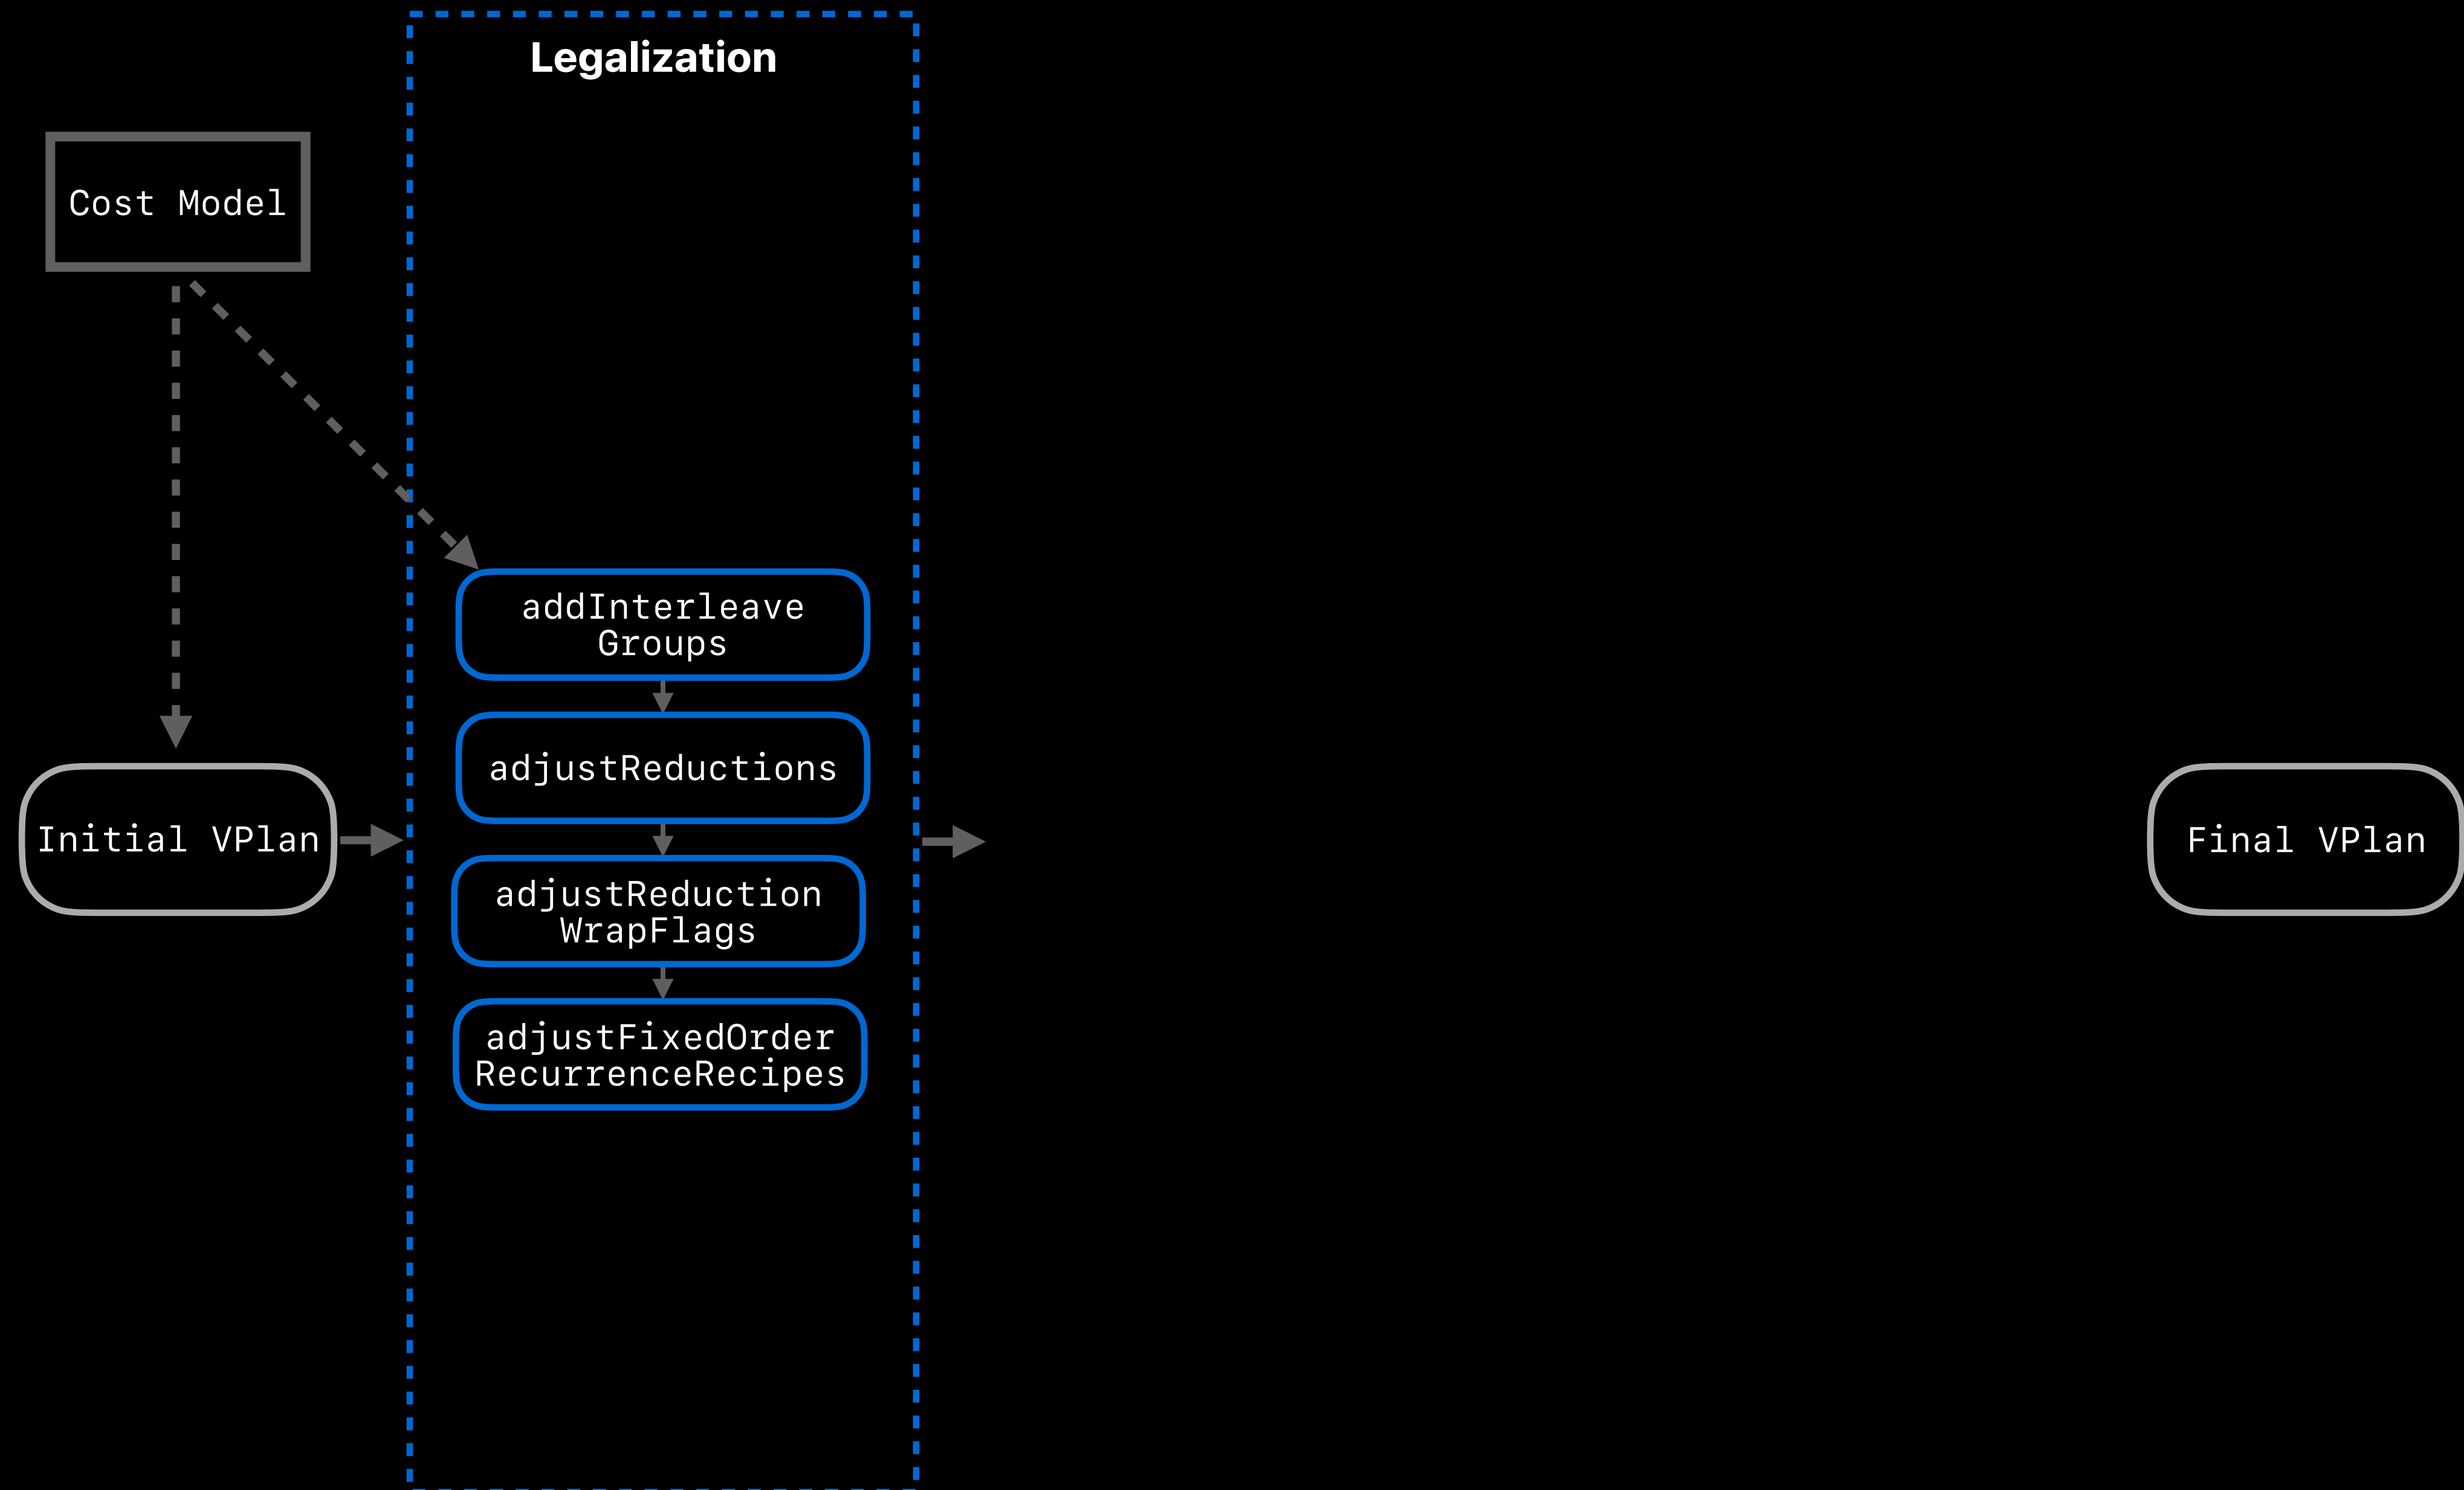 Legalization
Cost Model
addInterleave
Groups
adjustReductions
Initial VPlan
adjustReduction
WrapFlags
adjustFixedOrder
RecurrenceRecipes
Final VPlan